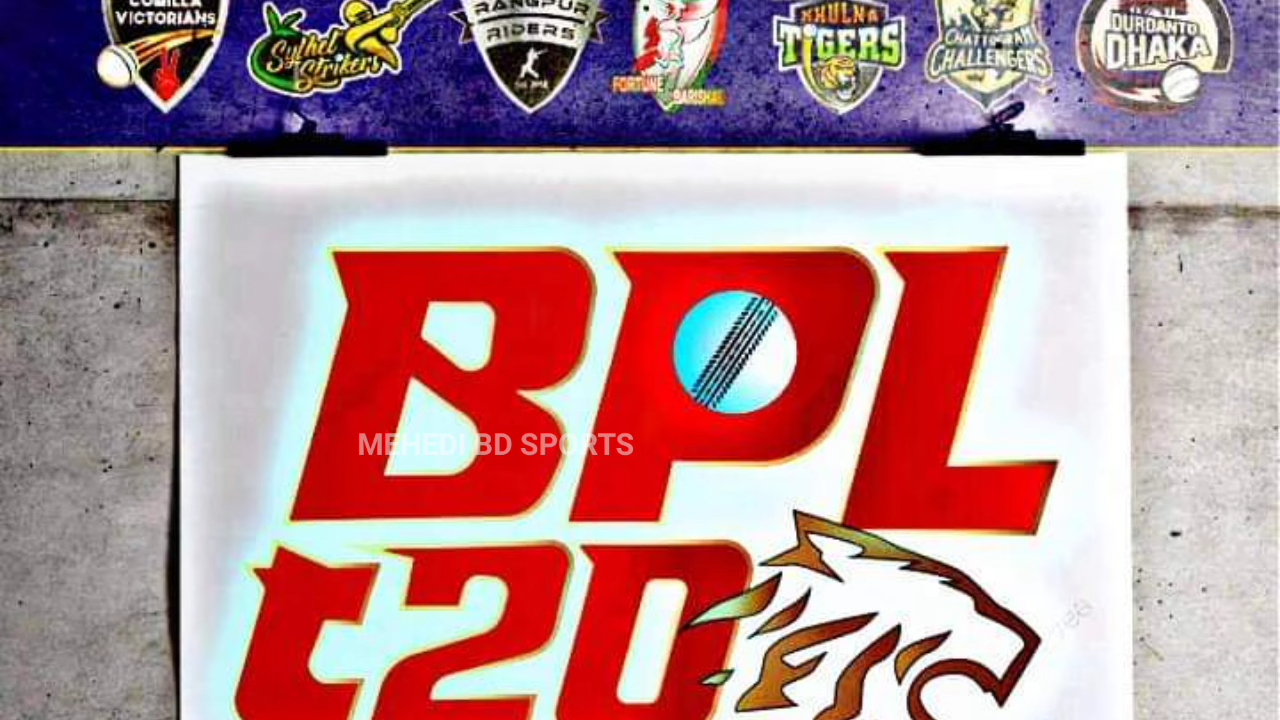 COMILLA
VICTORIANS
Sylhet
Strikers
RANGPUR
RIDERS
FORTUNE BARISHAL
KHULNA
TIGERS
CHATTOGRAM
CHALLENGERS
DURDANTO
DHAKA
BPL
MEHEDI BD SPORTS
t20